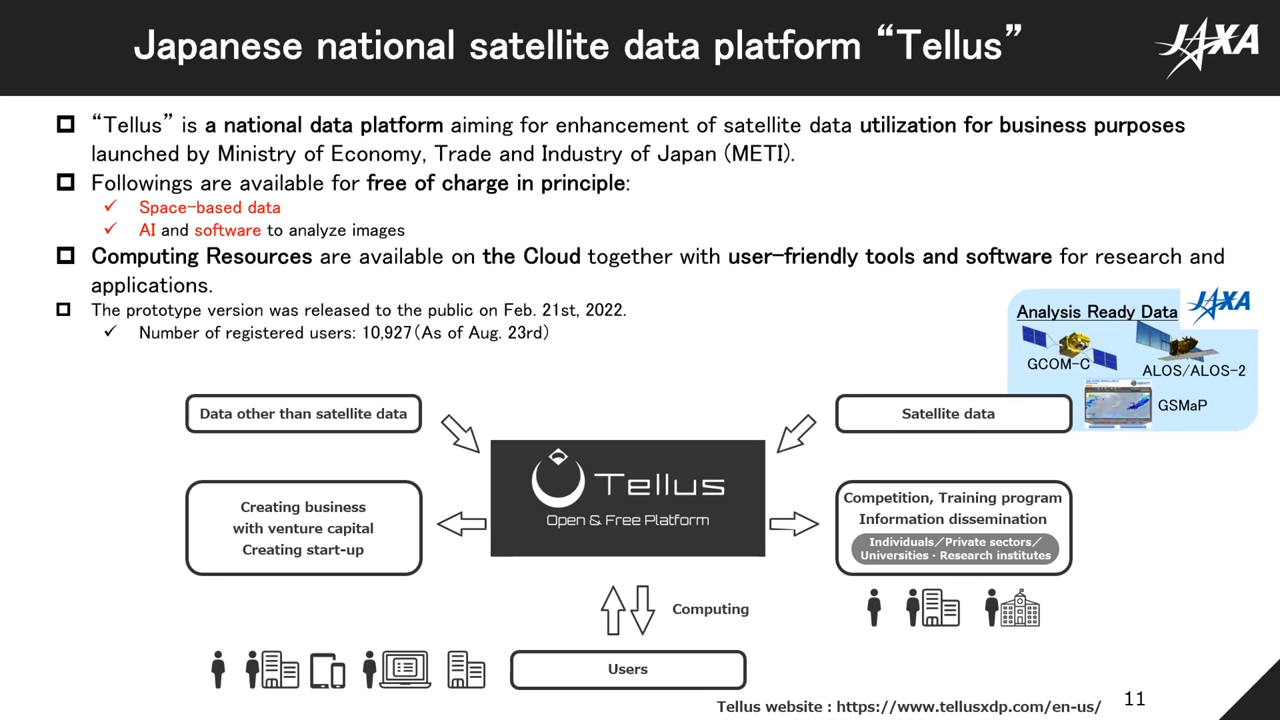 Japanese national satellite data platform “Tellus”
JAXA
“Tellus” is a national data platform aiming for enhancement of satellite data utilization for business purposes
launched by Ministry of Economy, Trade and Industry of Japan (METI).
Followings are available for free of charge in principle:
✓ Space-based data
✓ AI and software to analyze images
Computing Resources are available on the Cloud together with user-friendly tools and software for research and
applications.
The prototype version was released to the public on Feb. 21st, 2022.
✓ Number of registered users: 10,927(As of Aug. 23rd)
JAXA
Analysis Ready Data
GCOM-C
ALOS/ALOS-2
GSMaP
Data other than satellite data
Satellite data
Tellus
Open & Free Platform
Creating business
with venture capital
Creating start-up
Competition, Training program
Information dissemination
Individuals／Private sectors／
Universities・Research institutes
Computing
Users
Tellus website : https://www.tellusxdp.com/en-us/
11